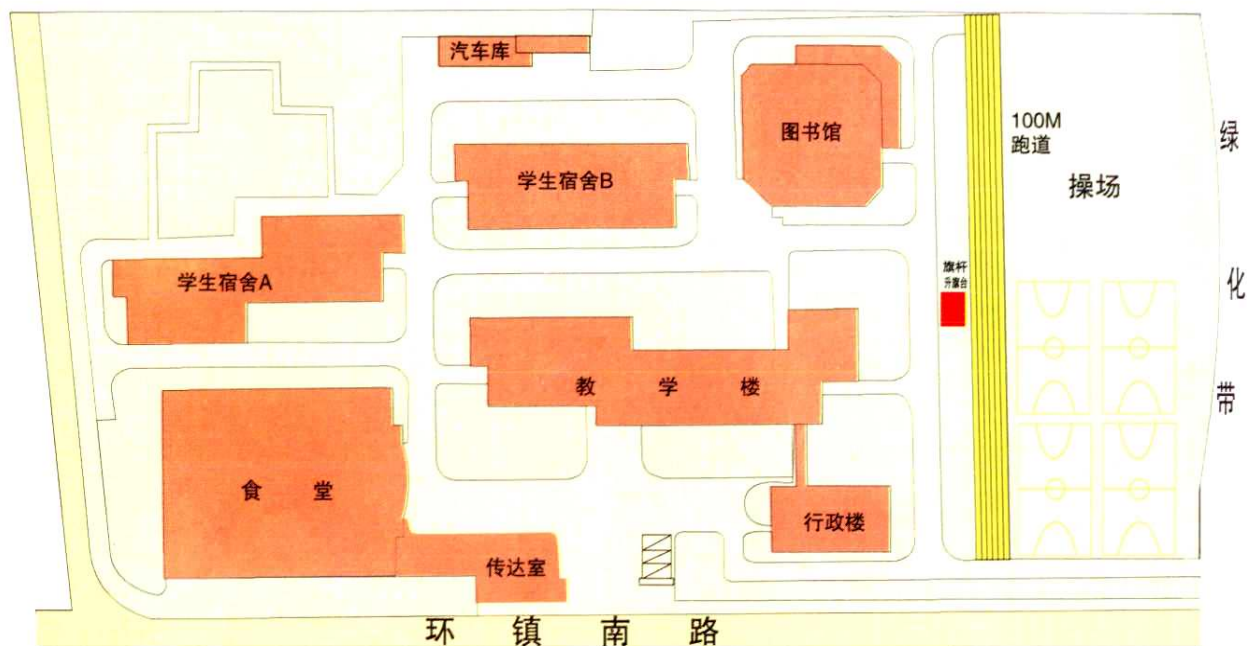 汽车库
图书馆
100M
跑道
绿
学生宿舍B
操场
学生宿舍A
旗杆
升旗台
化
教学楼
带
食堂
行政楼
传达室
环镇南路